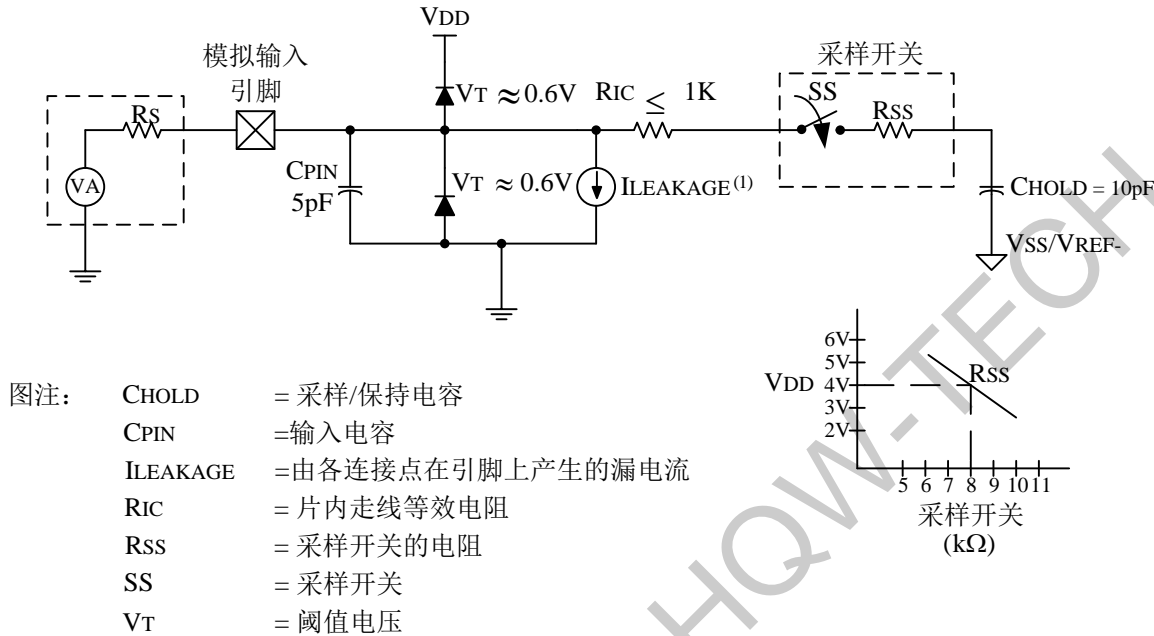 VDD
模拟输入
引脚
采样开关
RS
VT ≈ 0.6V
RIC ≤ 1K
SS
RSS
VA
CPIN
5pF
VT ≈ 0.6V
ILEAKAGE(1)
CHOLD = 10pF
VSS/VREF-
6V
5V
VDD 4V
3V
2V
RSS
5 6 7 8 9 10 11
采样开关
(kΩ)
图注: CHOLD = 采样/保持电容
CPIN =输入电容
ILEAKAGE =由各连接点在引脚上产生的漏电流
RIC = 片内走线等效电阻
RSS = 采样开关的电阻
SS = 采样开关
VT = 阈值电压
HQW-TECH